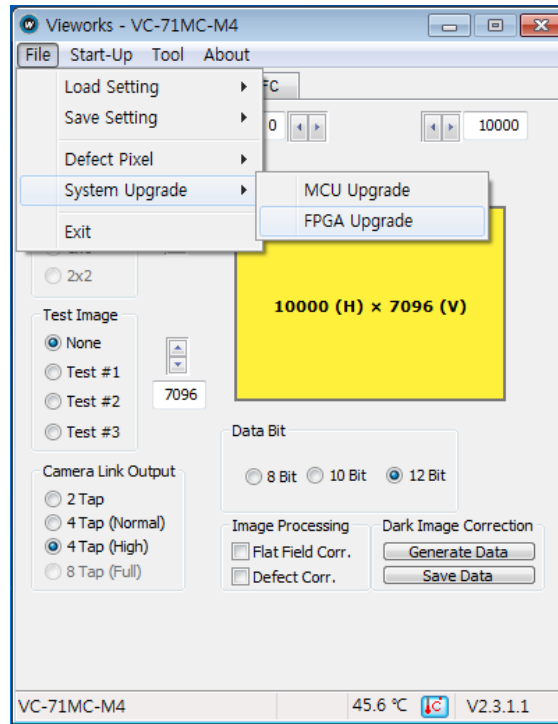 Vieworks - VC-71MC-M4
File Start-Up Tool About
Load Setting
Save Setting
Defect Pixel
System Upgrade
Exit
MCU Upgrade
FPGA Upgrade
FC
0
10000
2x2
10000 (H) × 7096 (V)
Test Image
None
Test #1
Test #2
Test #3
7096
Data Bit
8 Bit 10 Bit 12 Bit
Camera Link Output
2 Tap
4 Tap (Normal)
4 Tap (High)
8 Tap (Full)
Image Processing
Flat Field Corr.
Defect Corr.
Dark Image Correction
Generate Data
Save Data
VC-71MC-M4 45.6 ℃ V2.3.1.1